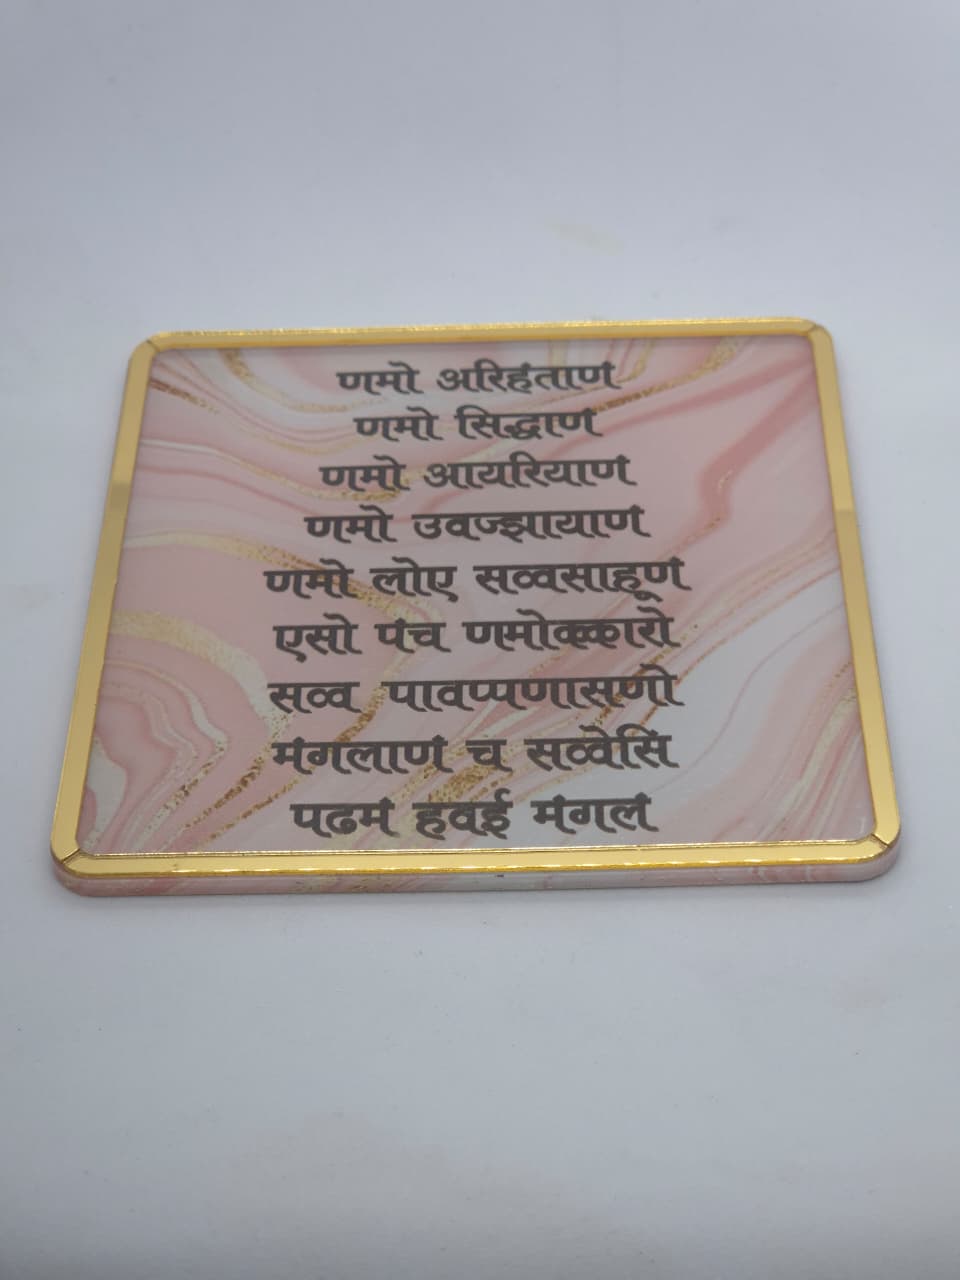 णमो अरिहंताणं
णमो सिद्धाणं
णमो आयरियाणं
णमो उवज्झायाणं
णमो लोए सव्वसाहूणं
एसो पंच णमोक्कारो
सव्व पावप्पणासणो
मंगलाणं च सव्वेसिं
पढमं हवई मंगलं